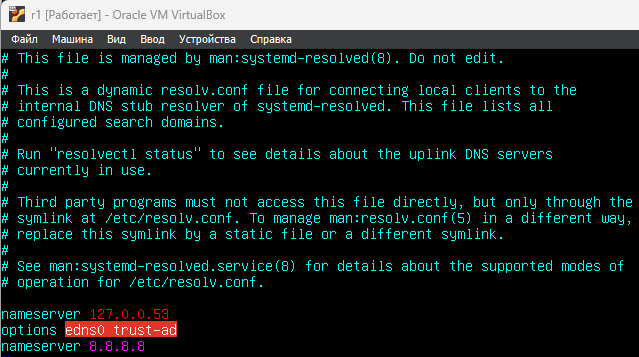 r1 [Работает] - Oracle VM VirtualBox
Файл Машина Вид Ввод Устройства Справка
# This file is managed by man:systemd-resolved(8). Do not edit.
#
# This is a dynamic resolv.conf file for connecting local clients to the
# internal DNS stub resolver of systemd-resolved. This file lists all
# configured search domains.
#
# Run "resolvectl status" to see details about the uplink DNS servers
# currently in use.
#
# Third party programs must not access this file directly, but only through the
# symlink at /etc/resolv.conf. To manage man:resolv.conf(5) in a different way,
# replace this symlink by a static file or a different symlink.
#
# See man:systemd-resolved.service(8) for details about the supported modes of
# operation for /etc/resolv.conf.
nameserver 127.0.0.53
options edns0 trust-ad
nameserver 8.8.8.8